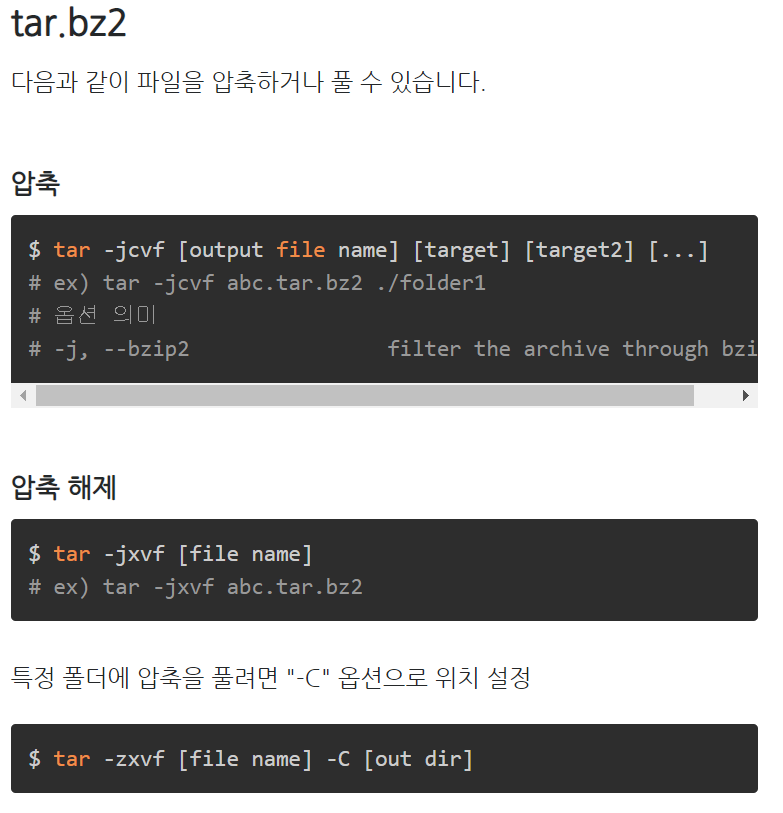 tar.bz2
다음과 같이 파일을 압축하거나 풀 수 있습니다.
압축
$ tar -jcvf [output file name] [target] [target2] [...]
# ex) tar -jcvf abc.tar.bz2 ./folder1
# 옵션 의미
# -j, --bzip2                filter the archive through bzi
압축 해제
$ tar -jxvf [file name]
# ex) tar -jxvf abc.tar.bz2
특정 폴더에 압축을 풀려면 "-C" 옵션으로 위치 설정
$ tar -zxvf [file name] -C [out dir]